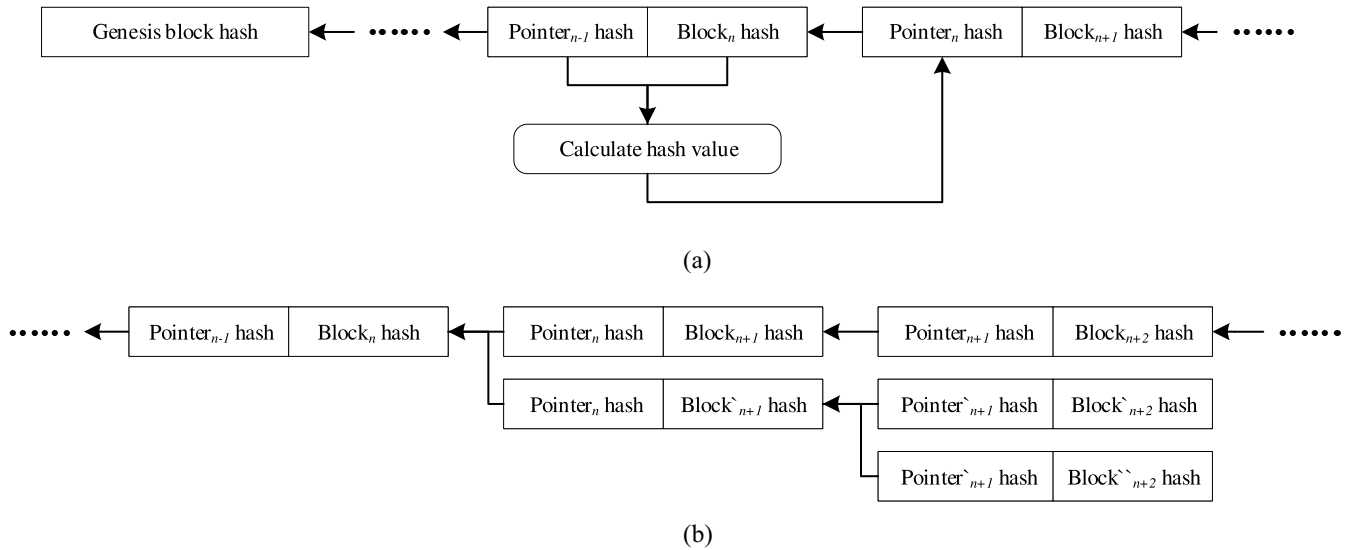 Genesis block hash ...... Pointerₙ₋₁ hash Blockₙ hash Pointerₙ hash Blockₙ₊₁ hash ......
Calculate hash value
(a)
...... Pointerₙ₋₁ hash Blockₙ hash Pointerₙ hash Blockₙ₊₁ hash Pointerₙ₊₁ hash Blockₙ₊₂ hash ......
Pointerₙ hash Block`ₙ₊₁ hash Pointer`ₙ₊₁ hash Block`ₙ₊₂ hash
Pointer`ₙ₊₁ hash Block``ₙ₊₂ hash
(b)